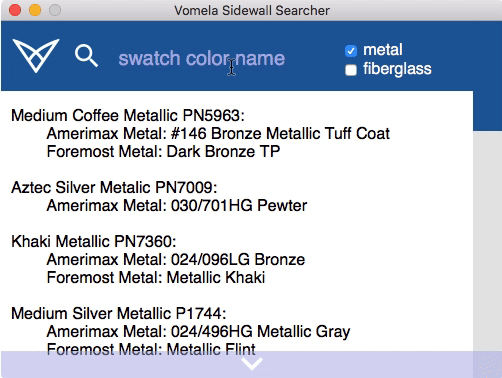 Vomela Sidewall Searcher
swatch color name
metal
fiberglass
Medium Coffee Metallic PN5963:
Amerimax Metal: #146 Bronze Metallic Tuff Coat
Foremost Metal: Dark Bronze TP
Aztec Silver Metalic PN7009:
Amerimax Metal: 030/701HG Pewter
Khaki Metallic PN7360:
Amerimax Metal: 024/096LG Bronze
Foremost Metal: Metallic Khaki
Medium Silver Metallic P1744:
Amerimax Metal: 024/496HG Metallic Gray
Foremost Metal: Metallic Flint